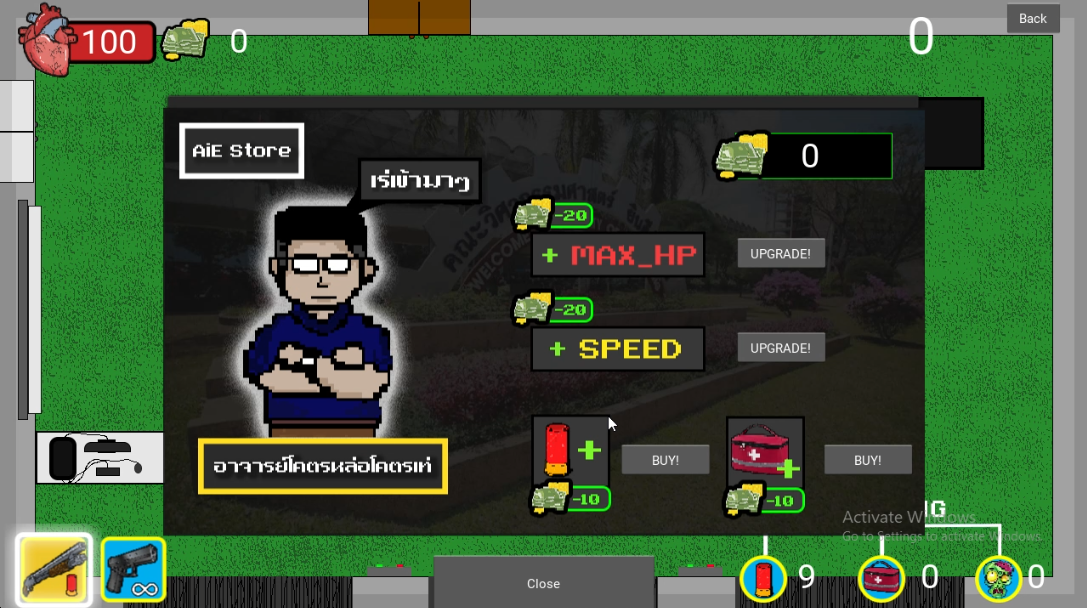 100
0
0
Back
AiE Store
เร่เข้ามาๆ
0
-20
+ MAX_HP
UPGRADE!
-20
+ SPEED
UPGRADE!
อาจารย์โคตรหล่อโคตรเท่
BUY!
-10
BUY!
-10
Activate Windows
Go to Settings to activate Windows.
Close
9
0
0